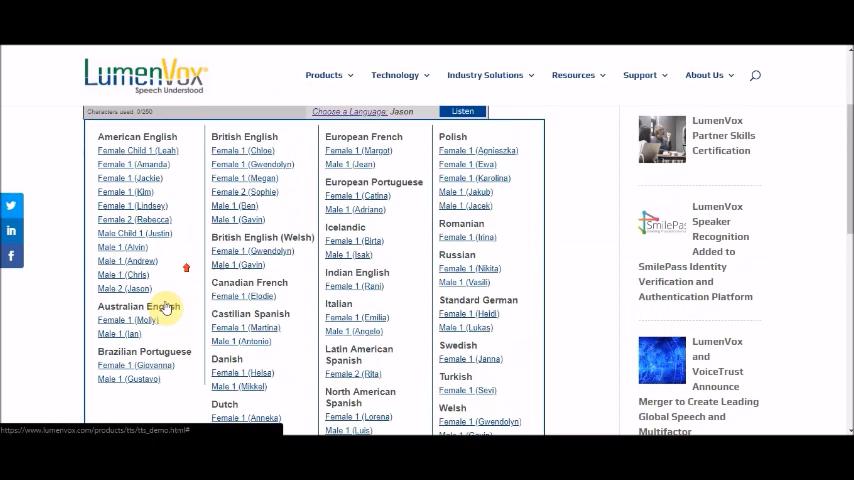 LumenVox
Speech Understood
Products
Technology
Industry Solutions
Resources
Support
About Us
Characters used 0/250
Choose a Language: Jason
Listen
American English
Female Child 1 (Leah)
Female 1 (Amanda)
Female 1 (Jackie)
Female 1 (Kim)
Female 1 (Lindsey)
Female 2 (Rebecca)
Male Child 1 (Justin)
Male 1 (Alvin)
Male 1 (Andrew)
Male 1 (Chris)
Male 2 (Jason)
Australian English
Female 1 (Molly)
Male 1 (Ian)
Brazilian Portuguese
Female 1 (Giovanna)
Male 1 (Gustavo)
British English
Female 1 (Chloe)
Female 1 (Gwendolyn)
Female 1 (Megan)
Female 2 (Sophie)
Male 1 (Ben)
Male 1 (Gavin)
British English (Welsh)
Female 1 (Gwendolyn)
Male 1 (Gavin)
Canadian French
Female 1 (Elodie)
Castilian Spanish
Female 1 (Martina)
Male 1 (Antonio)
Danish
Female 1 (Helsa)
Male 1 (Mikkel)
Dutch
Female 1 (Anneka)
European French
Female 1 (Margot)
Male 1 (Jean)
European Portuguese
Female 1 (Catina)
Male 1 (Adriano)
Icelandic
Female 1 (Birta)
Male 1 (Isak)
Indian English
Female 1 (Rani)
Italian
Female 1 (Emilia)
Male 1 (Angelo)
Latin American
Spanish
Female 2 (Rita)
North American
Spanish
Female 1 (Lorena)
Male 1 (Luis)
Polish
Female 1 (Agnieszka)
Female 1 (Ewa)
Female 1 (Karolina)
Male 1 (Jakub)
Male 1 (Jacek)
Romanian
Female 1 (Irina)
Russian
Female 1 (Nikita)
Male 1 (Vasili)
Standard German
Female 1 (Heidi)
Male 1 (Lukas)
Swedish
Female 1 (Janna)
Turkish
Female 1 (Sevi)
Welsh
Female 1 (Gwendolyn)
Male 1 (Gavin)
LumenVox
Partner Skills
Certification
SmilePass
LumenVox
Speaker
Recognition
Added to
SmilePass Identity
Verification and
Authentication Platform
LumenVox
and
VoiceTrust
Announce
Merger to Create Leading
Global Speech and
Multifactor
https://www.lumenvox.com/products/tts/tts_demo.html#